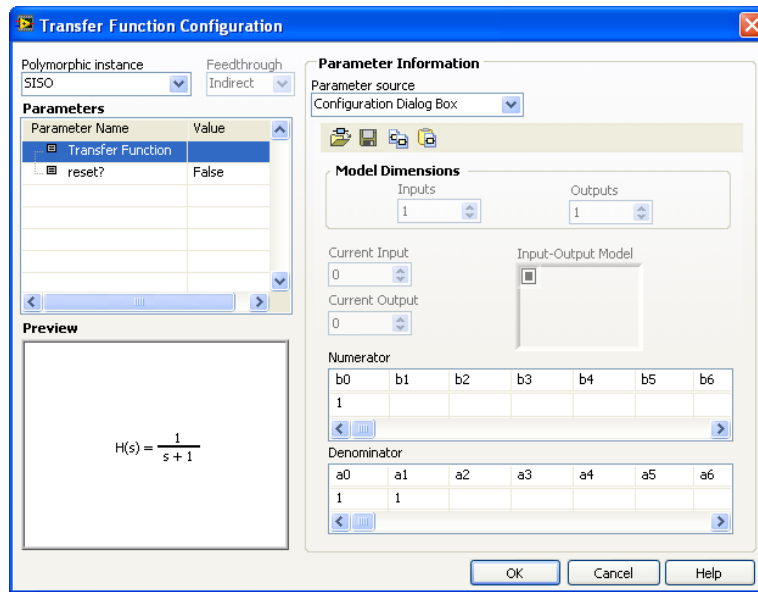 Transfer Function Configuration
Polymorphic instance
SISO
Feedthrough
Indirect
Parameters
Parameter Name Value
Transfer Function
reset? False
Preview
H(s) = 1
s + 1
Parameter Information
Parameter source
Configuration Dialog Box
Model Dimensions
Inputs Outputs
1 1
Current Input
0
Current Output
0
Input-Output Model
Numerator
b0 b1 b2 b3 b4 b5 b6
1
Denominator
a0 a1 a2 a3 a4 a5 a6
1 1
OK Cancel Help